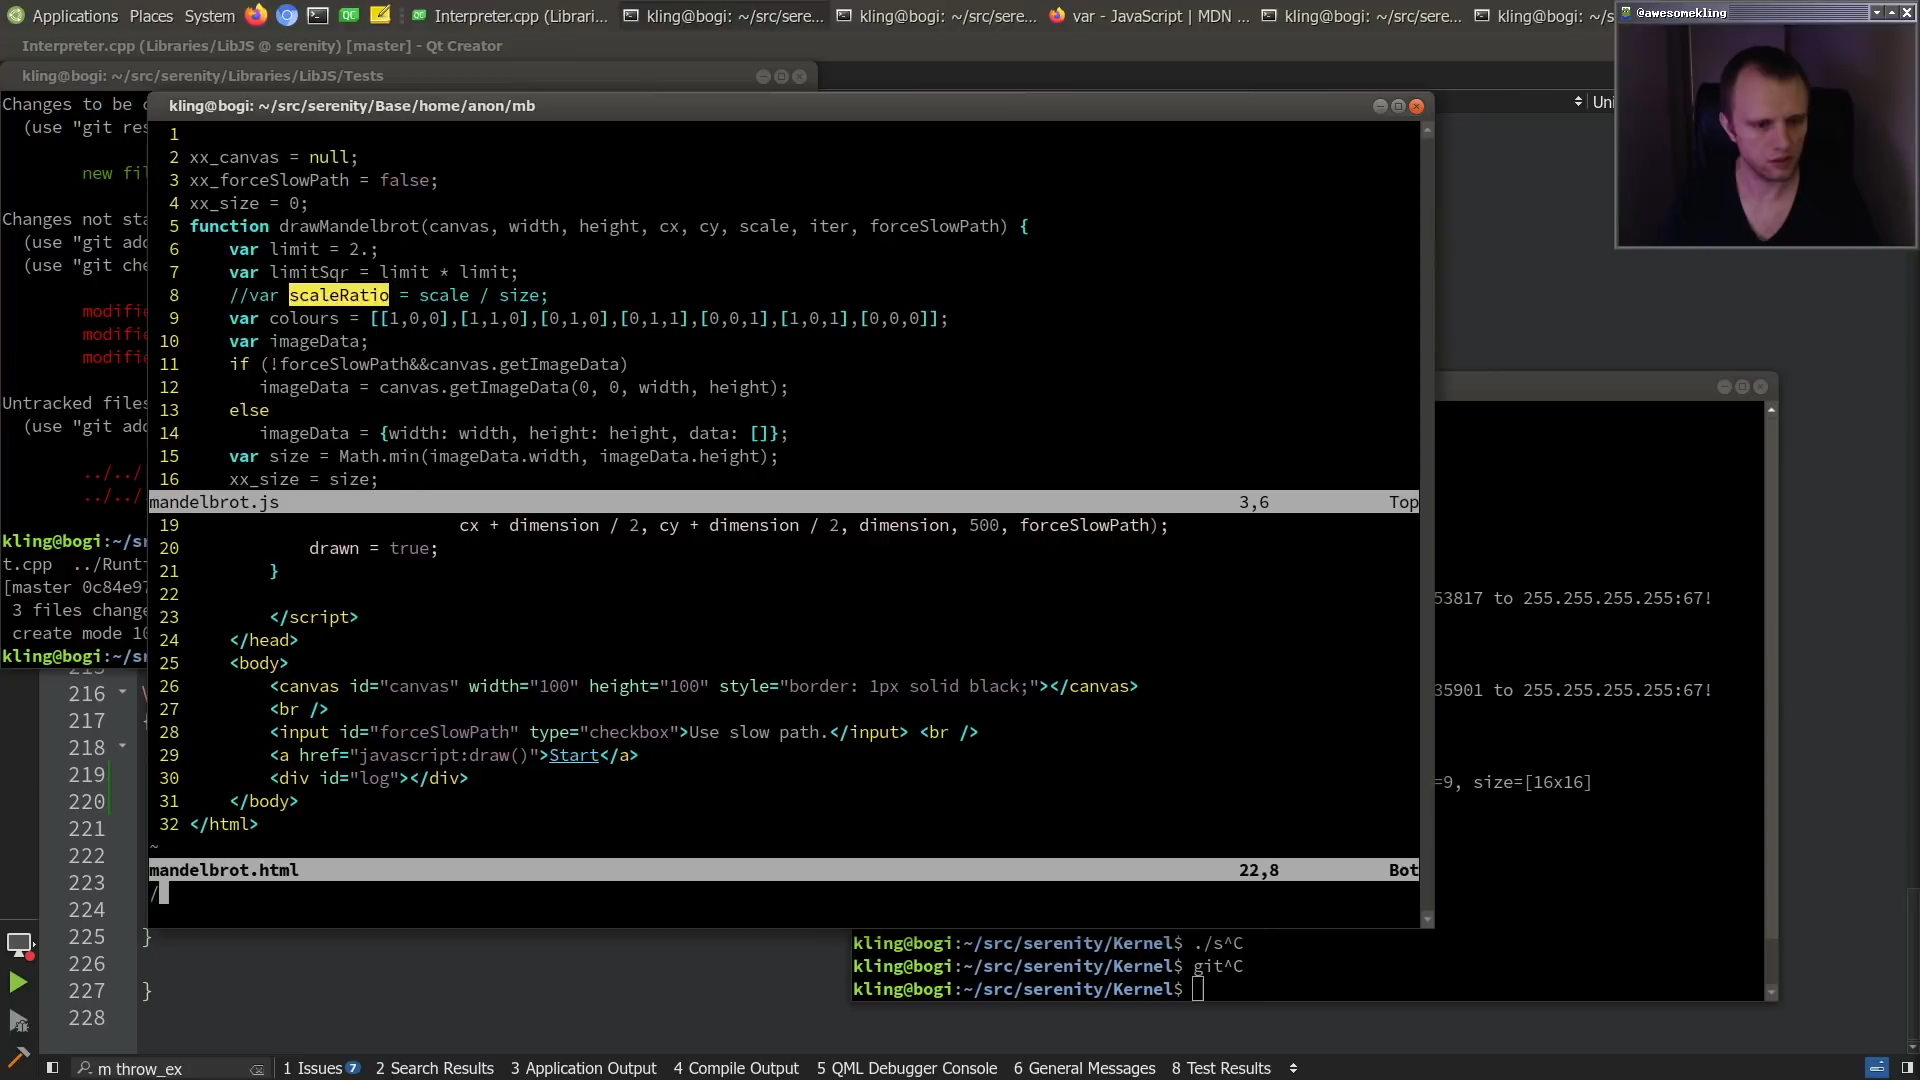 Applications Places System Interpreter.cpp (Librari... kling@bogi: ~/src/sere... kling@bogi: ~/src/sere... var - JavaScript | MDN ... kling@bogi: ~/src/sere... kling@bogi: ~/s
@awesomekling
Interpreter.cpp (Libraries/LibJS @ serenity) [master] - Qt Creator
kling@bogi: ~/src/serenity/Libraries/LibJS/Tests
Changes to be c
(use "git res
new fil
Changes not sta
(use "git add
(use "git che
modifie
modifie
modifie
Untracked files
(use "git add
../../
../../
kling@bogi:~/sr
t.cpp ../Runt
[master 0c84e97
3 files change
create mode 10
kling@bogi:~/sr
kling@bogi: ~/src/serenity/Base/home/anon/mb
1
2 xx_canvas = null;
3 xx_forceSlowPath = false;
4 xx_size = 0;
5 function drawMandelbrot(canvas, width, height, cx, cy, scale, iter, forceSlowPath) {
6 var limit = 2.;
7 var limitSqr = limit * limit;
8 //var scaleRatio = scale / size;
9 var colours = [[1,0,0],[1,1,0],[0,1,0],[0,1,1],[0,0,1],[1,0,1],[0,0,0]];
10 var imageData;
11 if (!forceSlowPath&&canvas.getImageData)
12 imageData = canvas.getImageData(0, 0, width, height);
13 else
14 imageData = {width: width, height: height, data: []};
15 var size = Math.min(imageData.width, imageData.height);
16 xx_size = size;
mandelbrot.js 3,6 Top
19 cx + dimension / 2, cy + dimension / 2, dimension, 500, forceSlowPath);
20 drawn = true;
21 }
22
23 </script>
24 </head>
25 <body>
26 <canvas id="canvas" width="100" height="100" style="border: 1px solid black;"></canvas>
27 <br />
28 <input id="forceSlowPath" type="checkbox">Use slow path.</input> <br />
29 <a href="javascript:draw()">Start</a>
30 <div id="log"></div>
31 </body>
32 </html>
~
mandelbrot.html 22,8 Bot
/
Uni
53817 to 255.255.255.255:67!
35901 to 255.255.255.255:67!
=9, size=[16x16]
kling@bogi:~/src/serenity/Kernel$ ./s^C
kling@bogi:~/src/serenity/Kernel$ git^C
kling@bogi:~/src/serenity/Kernel$
216
217
218
219
220
221
222
223
224
225 }
226
227 }
228
m throw_ex 1 Issues 7 2 Search Results 3 Application Output 4 Compile Output 5 QML Debugger Console 6 General Messages 8 Test Results